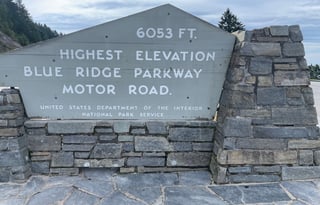 6053 FT.
HIGHEST ELEVATION
BLUE RIDGE PARKWAY
MOTOR ROAD.
UNITED STATES DEPARTMENT OF THE INTERIOR
NATIONAL PARK SERVICE